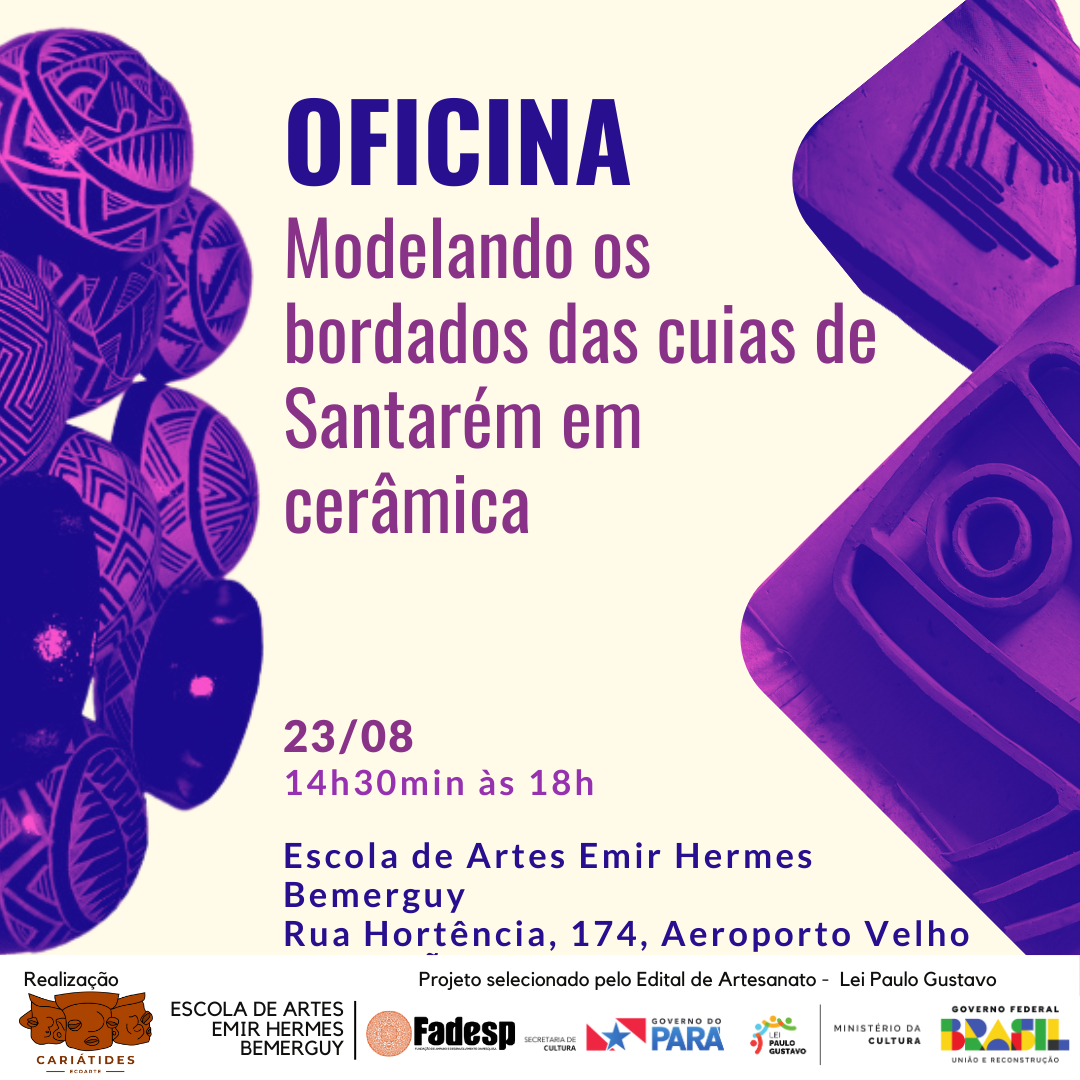 OFICINA
Modelando os
bordados das cuias de
Santarém em
cerâmica
23/08
14h30min às 18h
Escola de Artes Emir Hermes
Bemerguy
Rua Hortência, 174, Aeroporto Velho
Realização
Projeto selecionado pelo Edital de Artesanato - Lei Paulo Gustavo
CARIÁTIDES
ECOARTE
ESCOLA DE ARTES
EMIR HERMES
BEMERGUY
Fadesp
SECRETARIA DE
CULTURA
GOVERNO DO
PARÁ
LEI
PAULO
GUSTAVO
MINISTÉRIO DA
CULTURA
GOVERNO FEDERAL
BRASIL
UNIÃO E RECONSTRUÇÃO